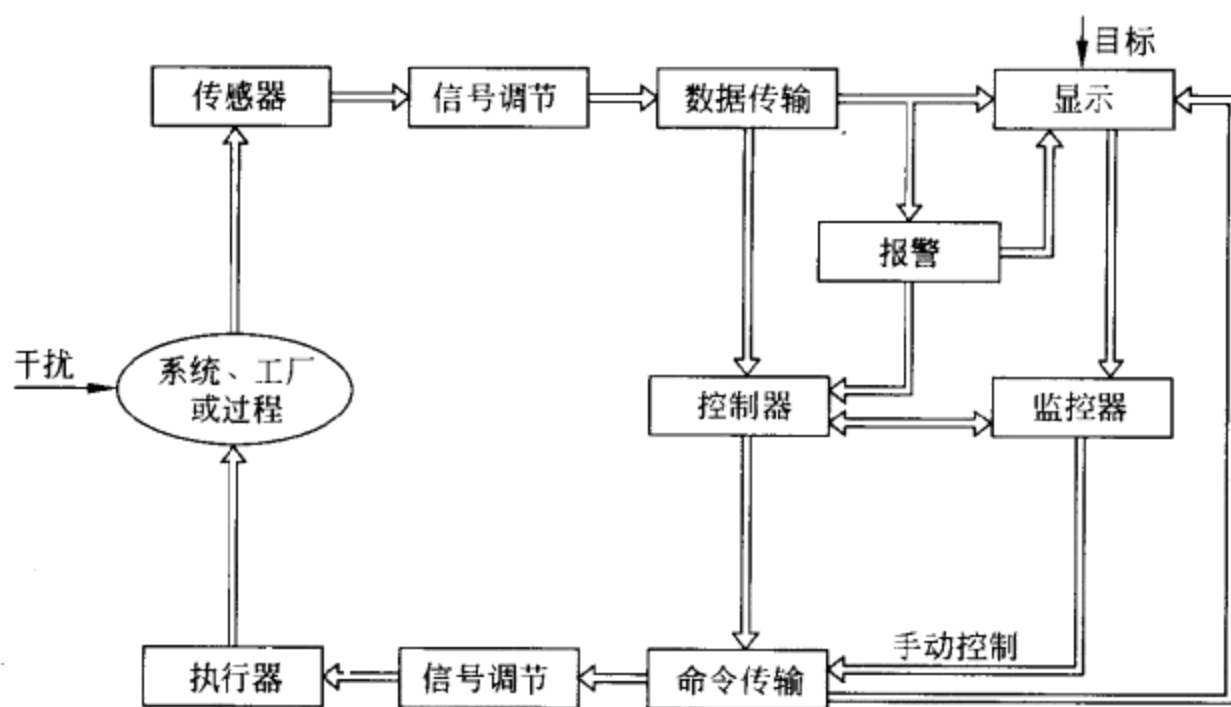 目标
传感器
信号调节
数据传输
显示
报警
干扰
系统、工厂
或过程
控制器
监控器
手动控制
执行器
信号调节
命令传输